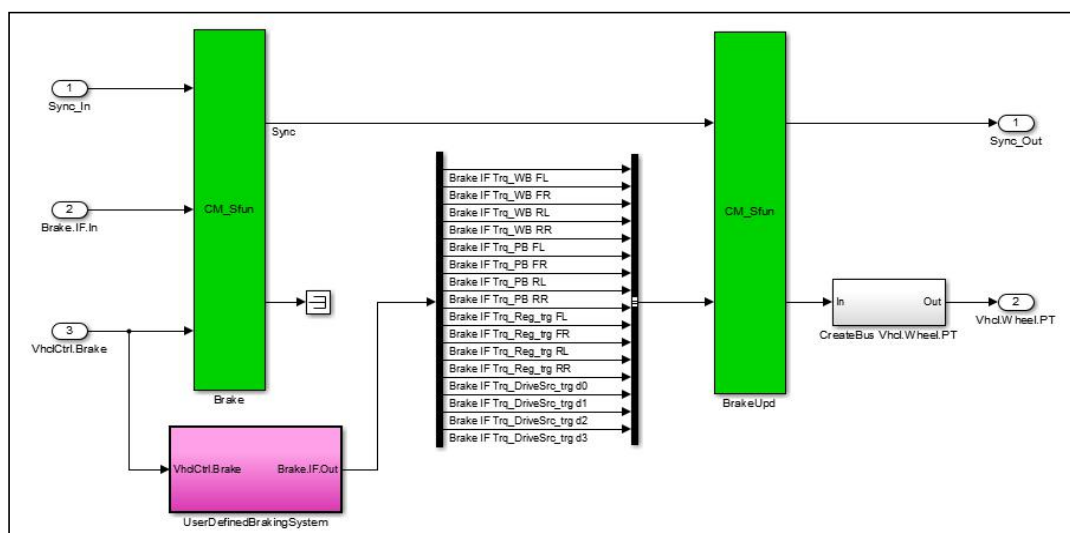 1
Sync_In
2
Brake.IF.In
3
VhclCtrl.Brake
CM_Sfun
Brake
Sync
VhclCtrl.Brake
Brake.IF.Out
UserDefinedBrakingSystem
Brake IF Trq_WB FL
Brake IF Trq_WB FR
Brake IF Trq_WB RL
Brake IF Trq_WB RR
Brake IF Trq_PB FL
Brake IF Trq_PB FR
Brake IF Trq_PB RL
Brake IF Trq_PB RR
Brake IF Trq_Reg_trg FL
Brake IF Trq_Reg_trg FR
Brake IF Trq_Reg_trg RL
Brake IF Trq_Reg_trg RR
Brake IF Trq_DriveSrc_trg d0
Brake IF Trq_DriveSrc_trg d1
Brake IF Trq_DriveSrc_trg d2
Brake IF Trq_DriveSrc_trg d3
CM_Sfun
BrakeUpd
In
Out
CreateBus Vhcl.Wheel.PT
1
Sync_Out
2
Vhcl.Wheel.PT